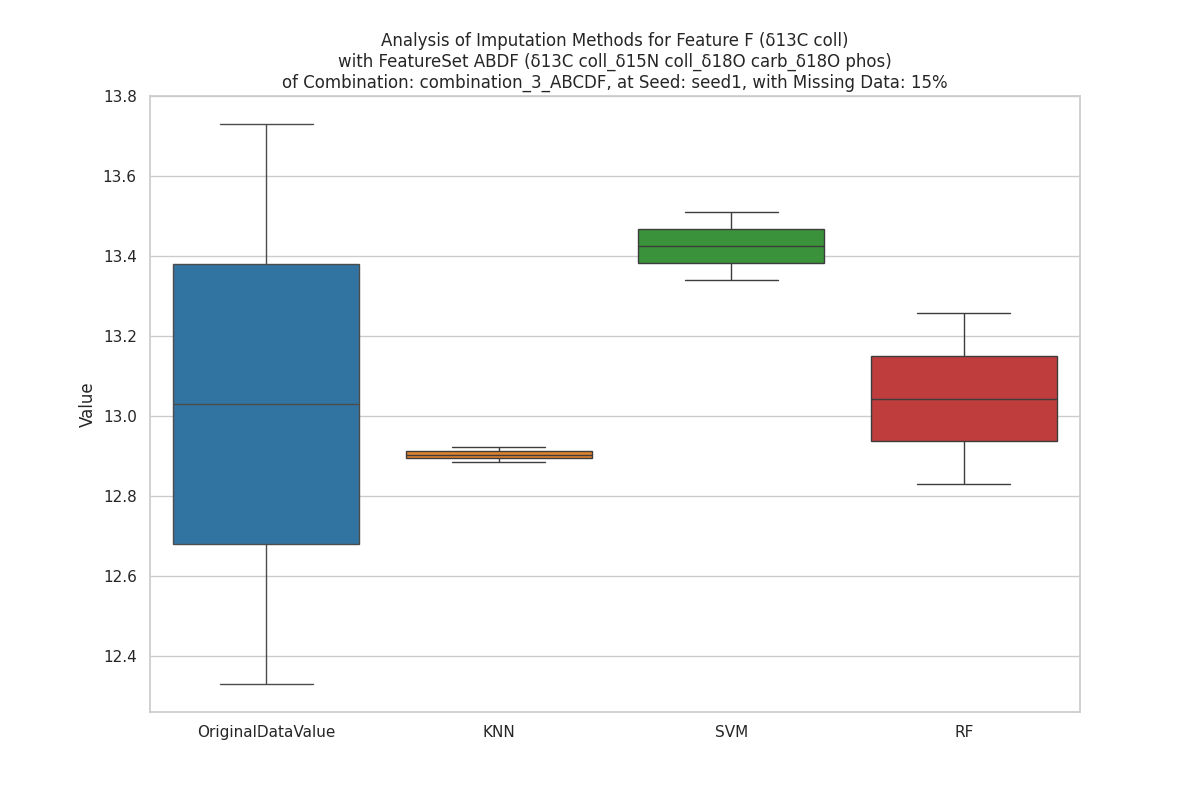 Analysis of Imputation Methods for Feature F (δ13C coll)
with FeatureSet ABDF (δ13C coll_δ15N coll_δ18O carb_δ18O phos)
of Combination: combination_3_ABCDF, at Seed: seed1, with Missing Data: 15%
13.8
13.6
13.4
13.2
13.0
12.8
12.6
12.4
Value
OriginalDataValue
KNN
SVM
RF